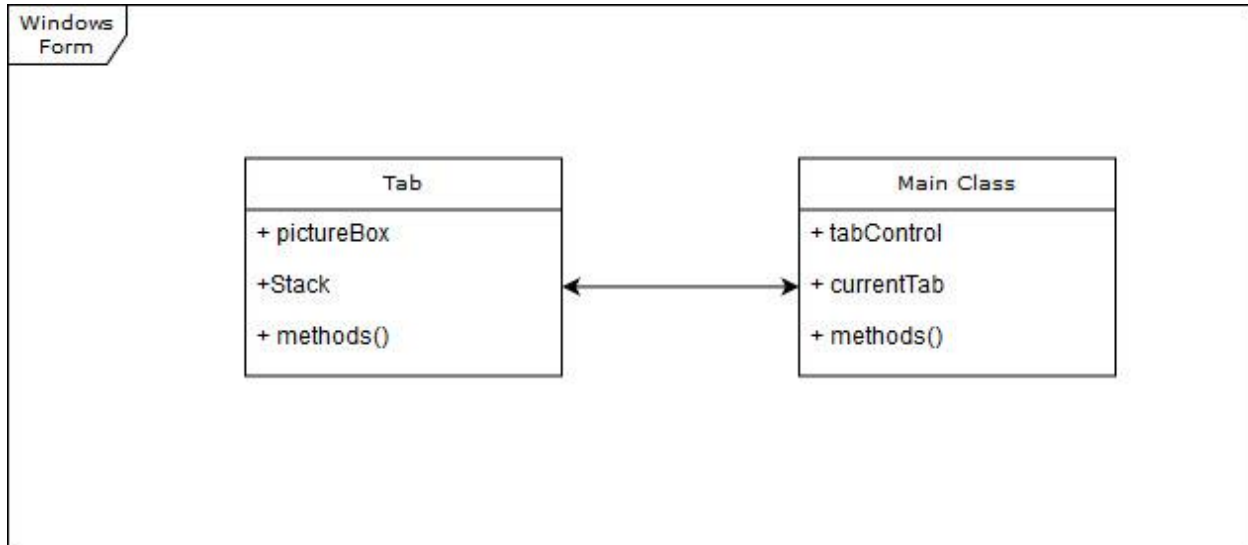 Windows
Form
Tab
+ pictureBox
+Stack
+ methods()
Main Class
+ tabControl
+ currentTab
+ methods()